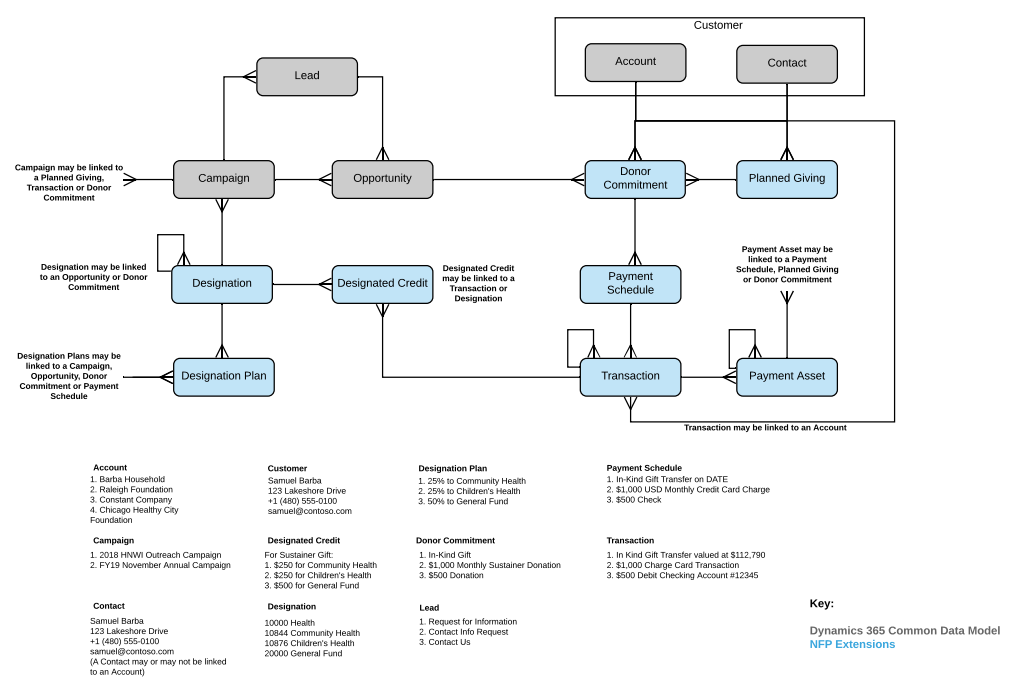 Customer
Account
Contact
Lead
Campaign may be linked to
a Planned Giving,
Transaction or Donor
Commitment
Campaign
Opportunity
Donor
Commitment
Planned Giving
Designation may be linked
to an Opportunity or Donor
Commitment
Designation
Designated Credit
Designated Credit
may be linked to a
Transaction or
Designation
Payment
Schedule
Payment Asset may be
linked to a Payment
Schedule, Planned Giving
or Donor Commitment
Designation Plans may be
linked to a Campaign,
Opportunity, Donor
Commitment or Payment
Schedule
Designation Plan
Transaction
Payment Asset
Transaction may be linked to an Account
Account
1. Barba Household
2. Raleigh Foundation
3. Constant Company
4. Chicago Healthy City
Foundation
Customer
Samuel Barba
123 Lakeshore Drive
+1 (480) 555-0100
samuel@contoso.com
Designation Plan
1. 25% to Community Health
2. 25% to Children's Health
3. 50% to General Fund
Payment Schedule
1. In-Kind Gift Transfer on DATE
2. $1,000 USD Monthly Credit Card Charge
3. $500 Check
Campaign
1. 2018 HNWI Outreach Campaign
2. FY19 November Annual Campaign
Designated Credit
For Sustainer Gift:
1. $250 for Community Health
2. $250 for Children's Health
3. $500 for General Fund
Donor Commitment
1. In-Kind Gift
2. $1,000 Monthly Sustainer Donation
3. $500 Donation
Transaction
1. In Kind Gift Transfer valued at $112,790
2. $1,000 Charge Card Transaction
3. $500 Debit Checking Account #12345
Contact
Samuel Barba
123 Lakeshore Drive
+1 (480) 555-0100
samuel@contoso.com
(A Contact may or may not be linked
to an Account)
Designation
10000 Health
10844 Community Health
10876 Children's Health
20000 General Fund
Lead
1. Request for Information
2. Contact Info Request
3. Contact Us
Key:
Dynamics 365 Common Data Model
NFP Extensions